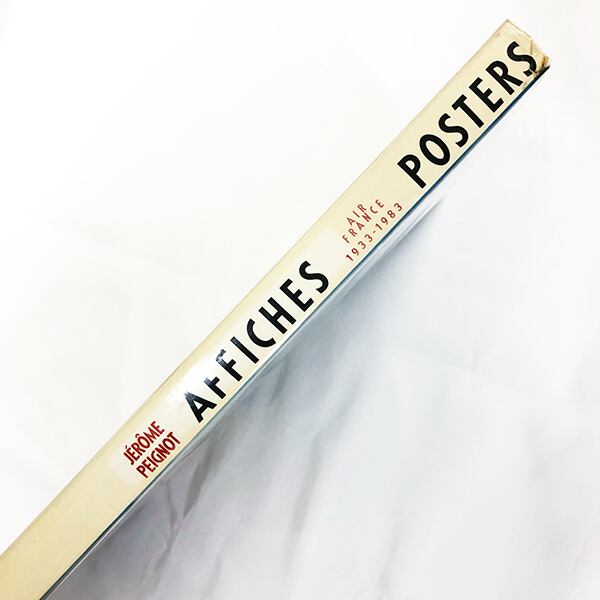 JÉRÔME
PEIGNOT
AFFICHES
AIR
FRANCE
1933-1983
POSTERS